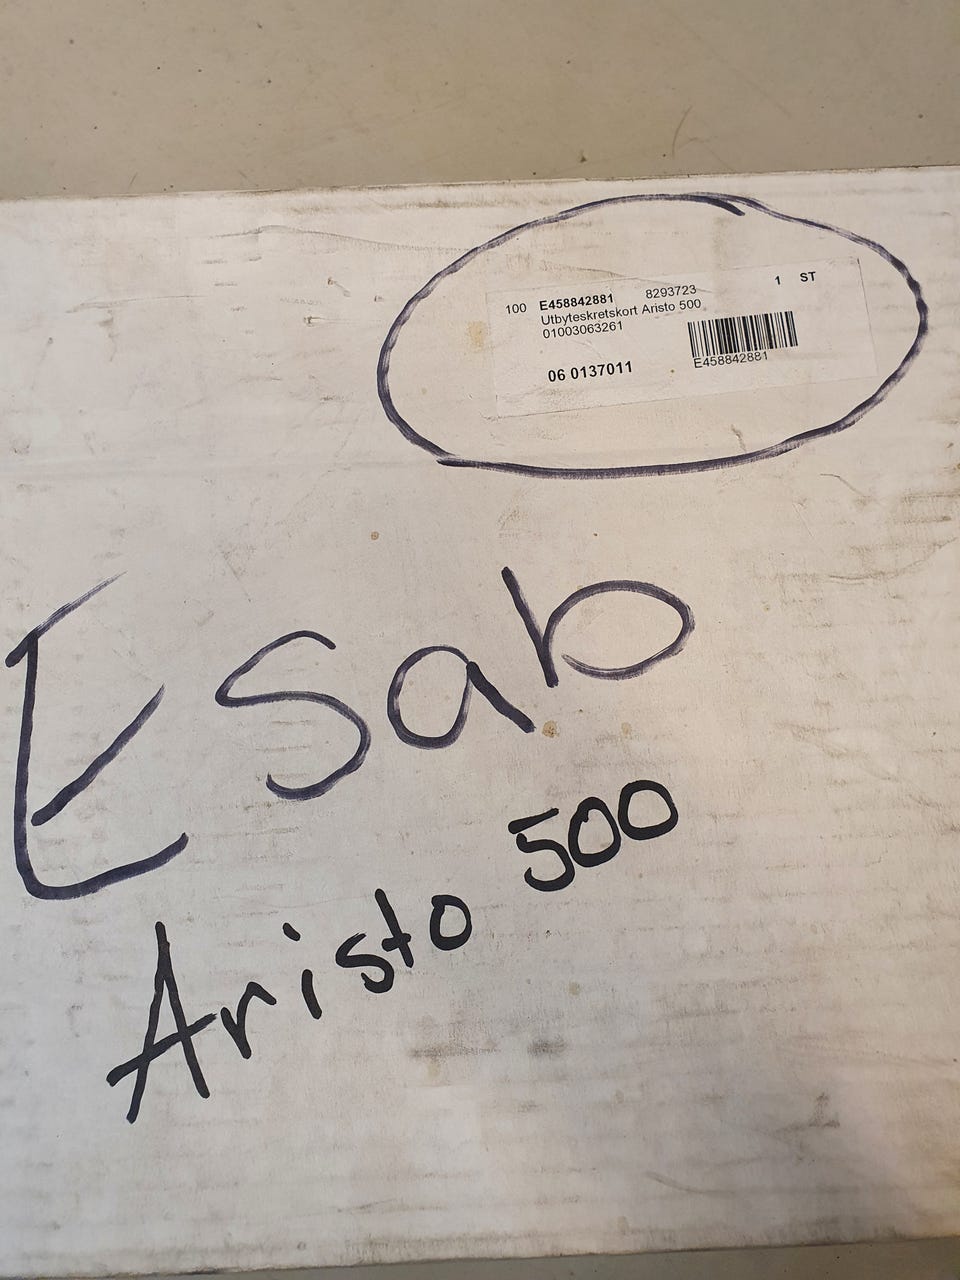 100 E458842881 8293723 1 ST
Utbyteskretskort Aristo 500
01003063261
06 0137011
E458842881
Esab
Aristo 500